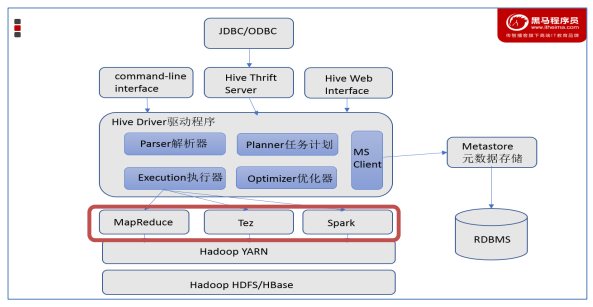 黑马程序员
www.itheima.com
传智播客旗下高端IT教育品牌
JDBC/ODBC
command-line
interface
Hive Thrift
Server
Hive Web
Interface
Hive Driver驱动程序
Parser解析器
Planner任务计划
MS
Client
Execution执行器
Optimizer优化器
Metastore
元数据存储
MapReduce
Tez
Spark
RDBMS
Hadoop YARN
Hadoop HDFS/HBase